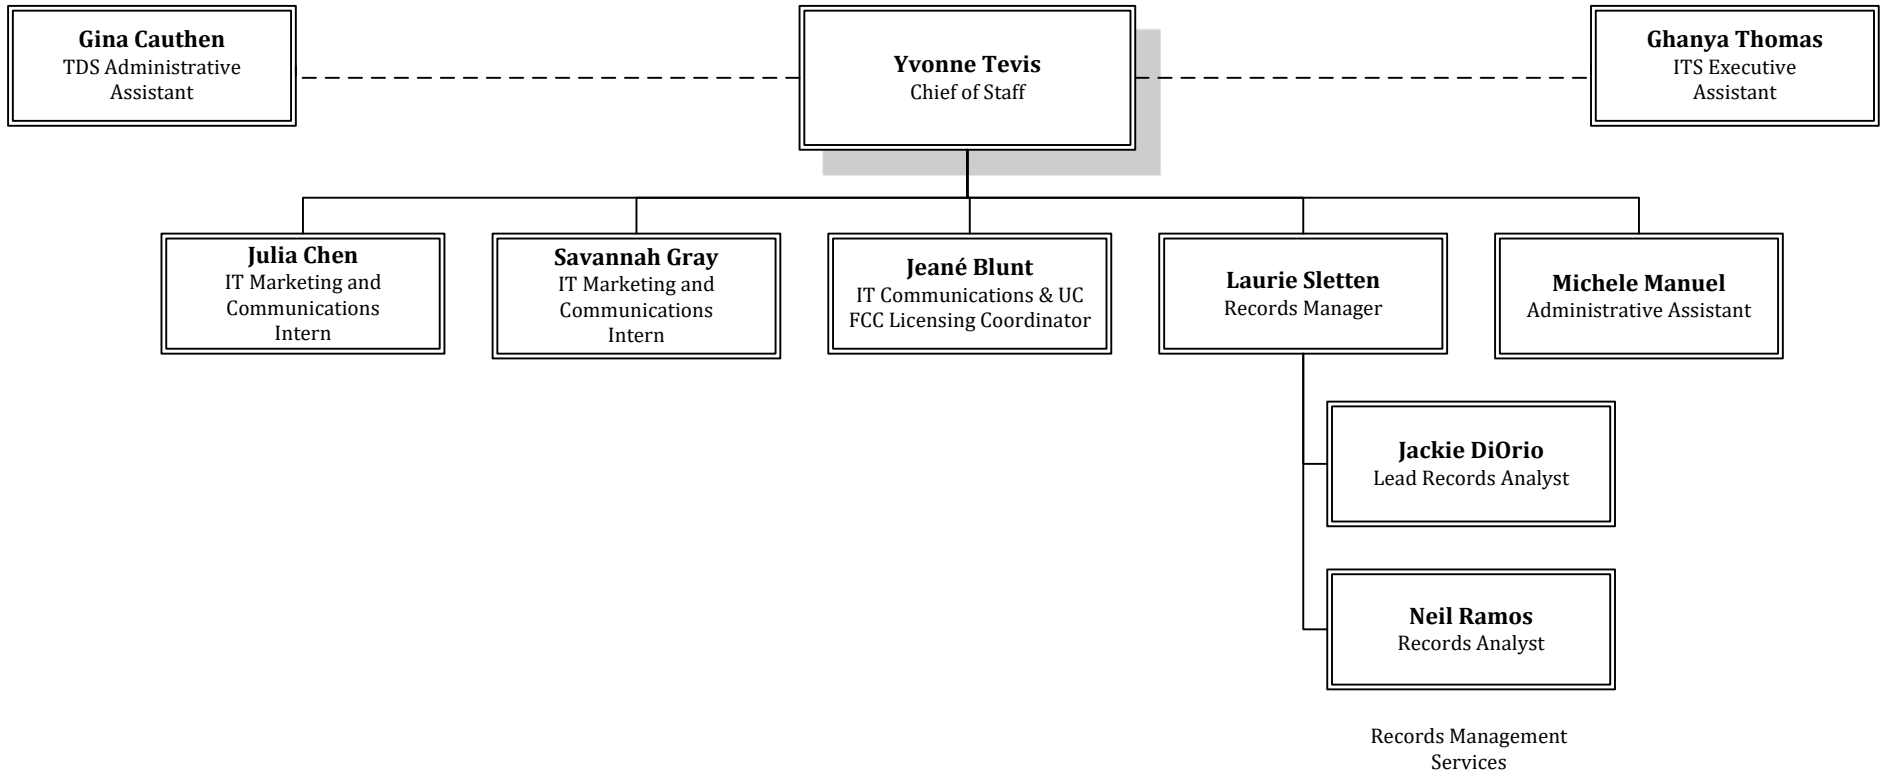 Gina Cauthen
TDS Administrative
Assistant
Yvonne Tevis
Chief of Staff
Ghanya Thomas
ITS Executive
Assistant
Julia Chen
IT Marketing and
Communications
Intern
Savannah Gray
IT Marketing and
Communications
Intern
Jeané Blunt
IT Communications & UC
FCC Licensing Coordinator
Laurie Sletten
Records Manager
Michele Manuel
Administrative Assistant
Jackie DiOrio
Lead Records Analyst
Neil Ramos
Records Analyst
Records Management
Services